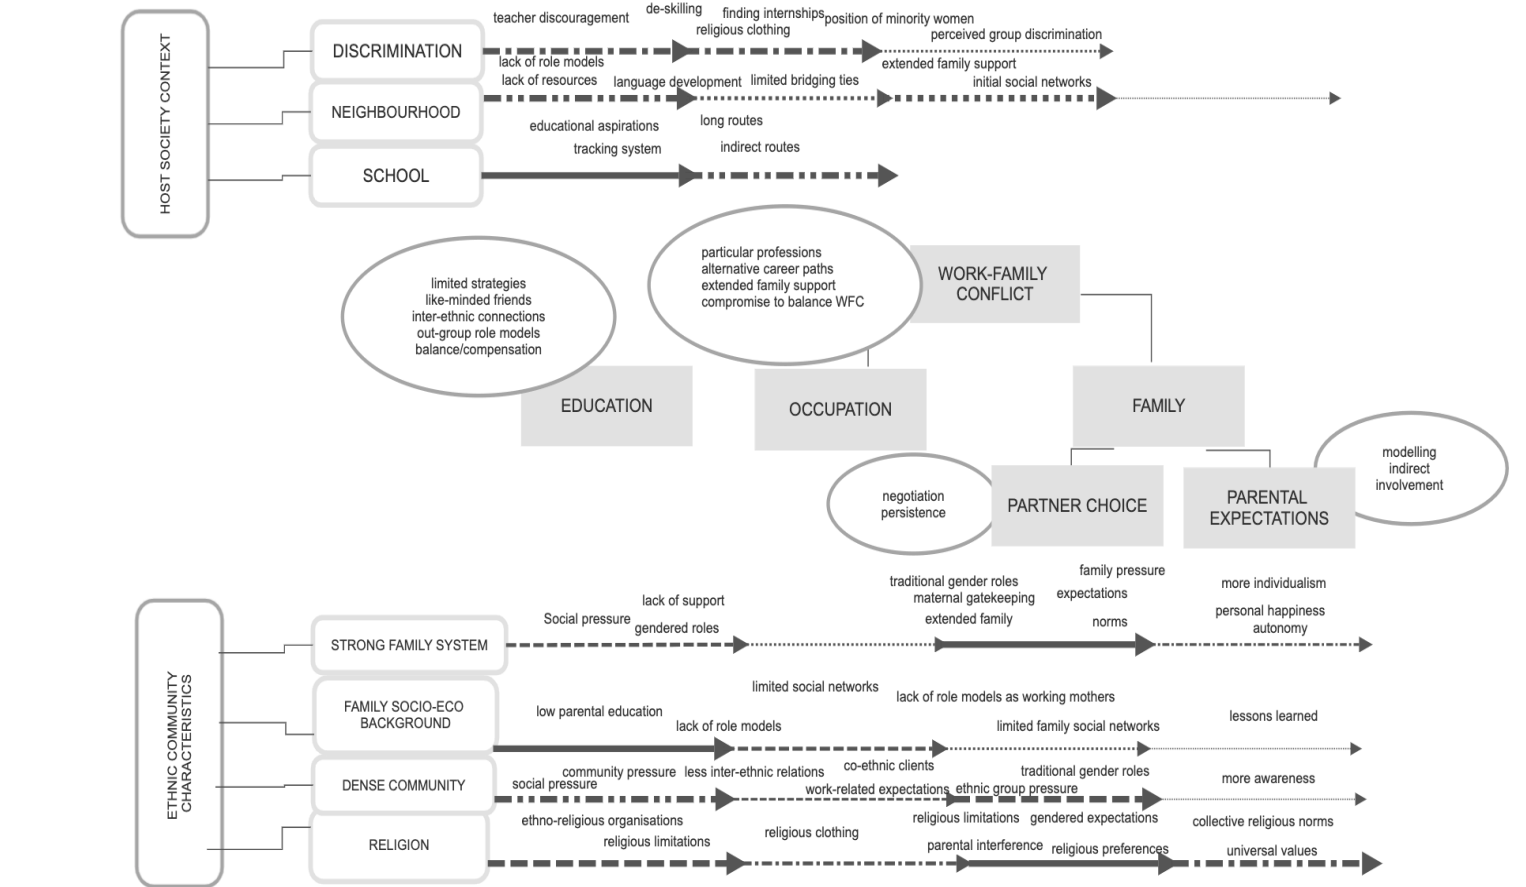 HOST SOCIETY CONTEXT
DISCRIMINATION
teacher discouragement
de-skilling
finding internships
religious clothing
position of minority women
perceived group discrimination
NEIGHBOURHOOD
lack of role models
lack of resources
language development
limited bridging ties
extended family support
initial social networks
SCHOOL
educational aspirations
tracking system
long routes
indirect routes
limited strategies
like-minded friends
inter-ethnic connections
out-group role models
balance/compensation
EDUCATION
particular professions
alternative career paths
extended family support
compromise to balance WFC
WORK-FAMILY
CONFLICT
OCCUPATION
FAMILY
negotiation
persistence
PARTNER CHOICE
PARENTAL
EXPECTATIONS
modelling
indirect
involvement
ETHNIC COMMUNITY
CHARACTERISTICS
STRONG FAMILY SYSTEM
Social pressure
lack of support
gendered roles
traditional gender roles
maternal gatekeeping
extended family
family pressure
expectations
norms
more individualism
personal happiness
autonomy
FAMILY SOCIO-ECO
BACKGROUND
low parental education
lack of role models
limited social networks
lack of role models as working mothers
limited family social networks
lessons learned
DENSE COMMUNITY
community pressure
social pressure
less inter-ethnic relations
co-ethnic clients
work-related expectations
traditional gender roles
ethnic group pressure
more awareness
RELIGION
ethno-religious organisations
religious limitations
religious clothing
religious limitations
gendered expectations
parental interference
religious preferences
collective religious norms
universal values